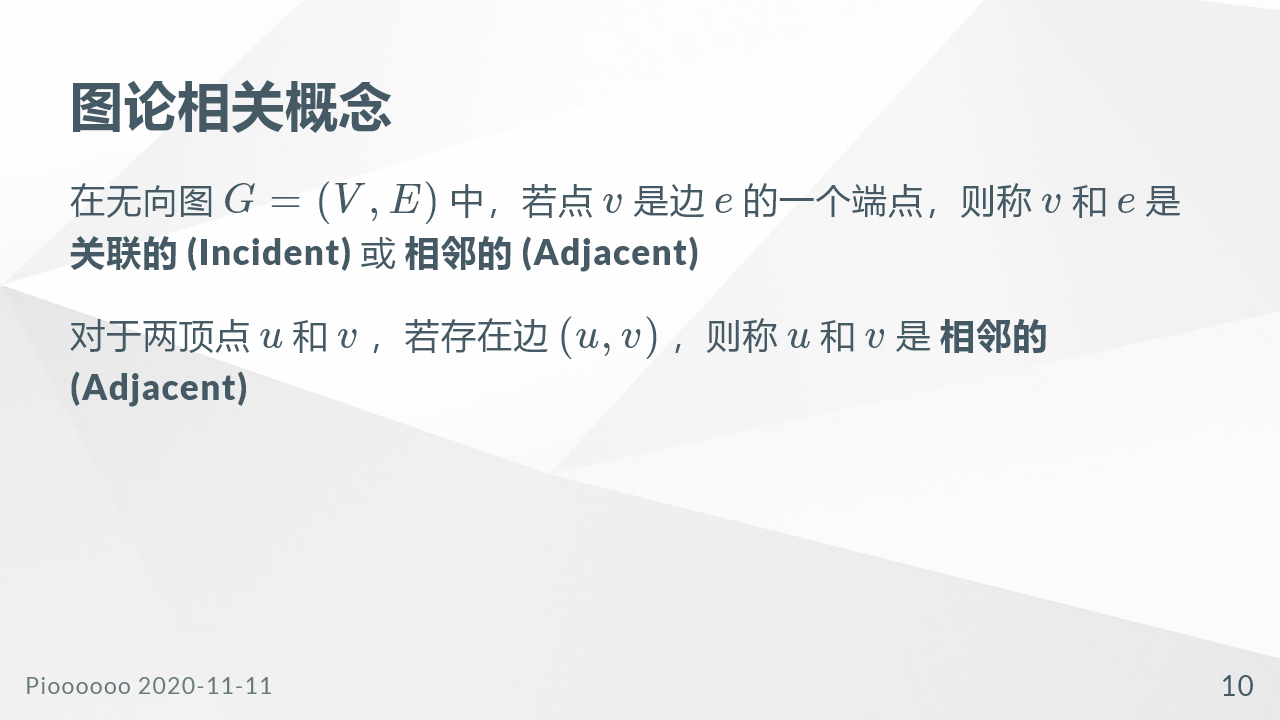 图论相关概念
在无向图 G = (V, E) 中，若点 v 是边 e 的一个端点，则称 v 和 e 是
关联的 (Incident) 或 相邻的 (Adjacent)
对于两顶点 u 和 v ，若存在边 (u, v) ，则称 u 和 v 是 相邻的
(Adjacent)
Pioooooo 2020-11-11
10